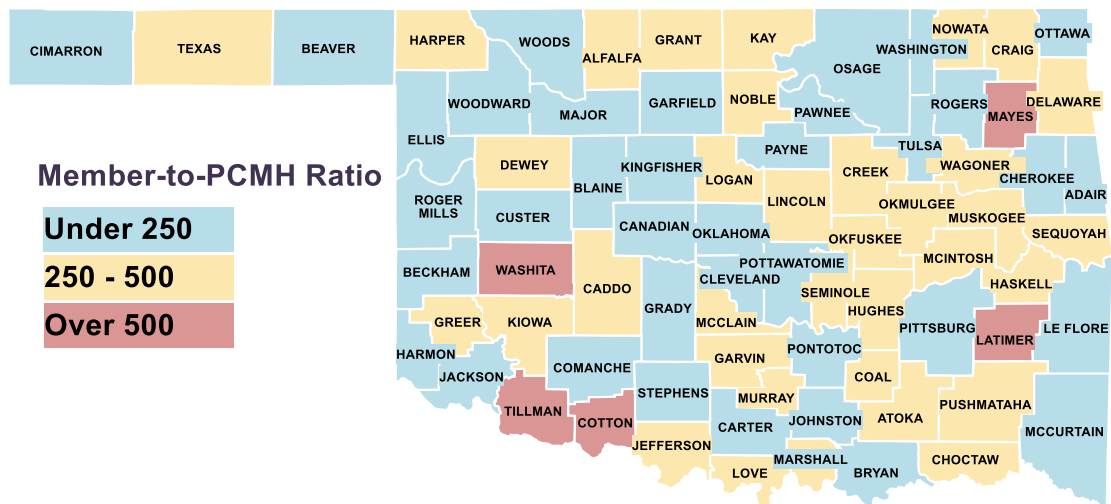 CIMARRON
TEXAS
BEAVER
HARPER
WOODS
ALFALFA
GRANT
KAY
OSAGE
WASHINGTON
NOWATA
CRAIG
OTTAWA
WOODWARD
MAJOR
GARFIELD
NOBLE
PAWNEE
ROGERS
MAYES
DELAWARE
ELLIS
DEWEY
BLAINE
KINGFISHER
LOGAN
PAYNE
CREEK
TULSA
WAGONER
CHEROKEE
ADAIR
Member-to-PCMH Ratio
Under 250
250 - 500
Over 500
ROGER
MILLS
CUSTER
CANADIAN
OKLAHOMA
LINCOLN
OKMULGEE
MUSKOGEE
SEQUOYAH
OKFUSKEE
MCINTOSH
BECKHAM
WASHITA
CADDO
GRADY
CLEVELAND
POTTAWATOMIE
SEMINOLE
HUGHES
HASKELL
GREER
KIOWA
MCCLAIN
PITTSBURG
LATIMER
LE FLORE
HARMON
JACKSON
COMANCHE
GARVIN
PONTOTOC
COAL
TILLMAN
COTTON
STEPHENS
MURRAY
CARTER
JOHNSTON
ATOKA
PUSHMATAHA
MCCURTAIN
JEFFERSON
LOVE
MARSHALL
BRYAN
CHOCTAW